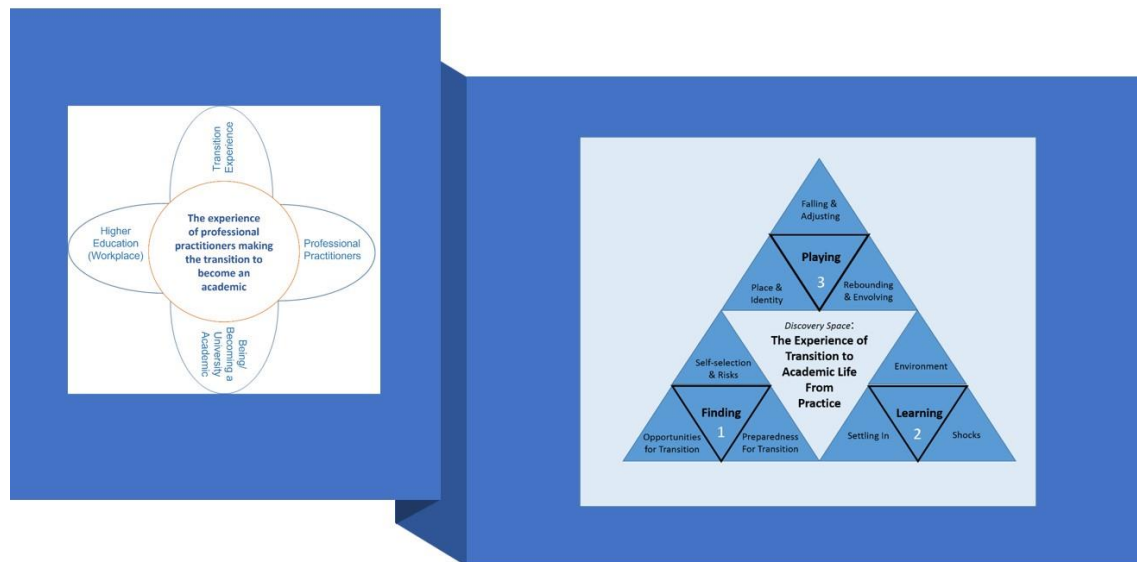 Transition
Experience
Higher
Education
(Workplace)
The experience
of professional
practitioners making
the transition to
become an
academic
Professional
Practitioners
Being/
Becoming a
University
Academic
Falling &
Adjusting
Playing
3
Place &
Identity
Rebounding
& Envolving
Discovery Space:
The Experience of
Transition to
Academic Life
From
Practice
Self-selection
& Risks
Finding
1
Opportunities
for Transition
Preparedness
For Transition
Environment
Learning
2
Settling In
Shocks